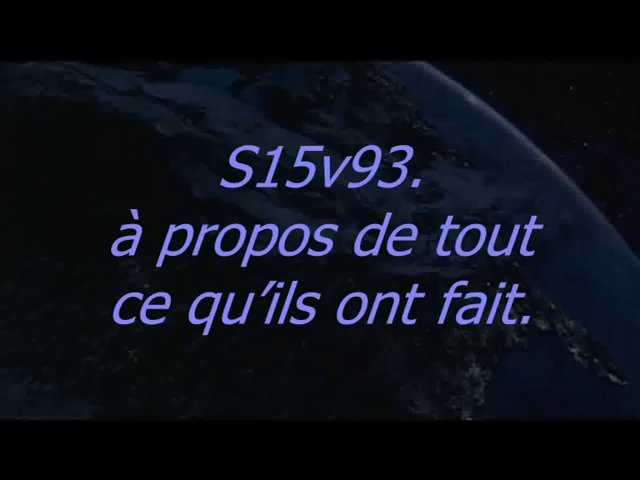 S15v93.
à propos de tout
ce qu’ils ont fait.